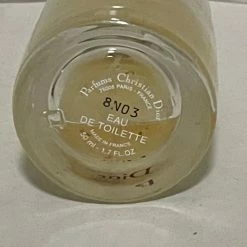 Parfums Christian Dior
75008 PARIS - FRANCE
8N03
EAU
DE TOILETTE
MADE IN FRANCE
50 ml - 1.7 FL.OZ